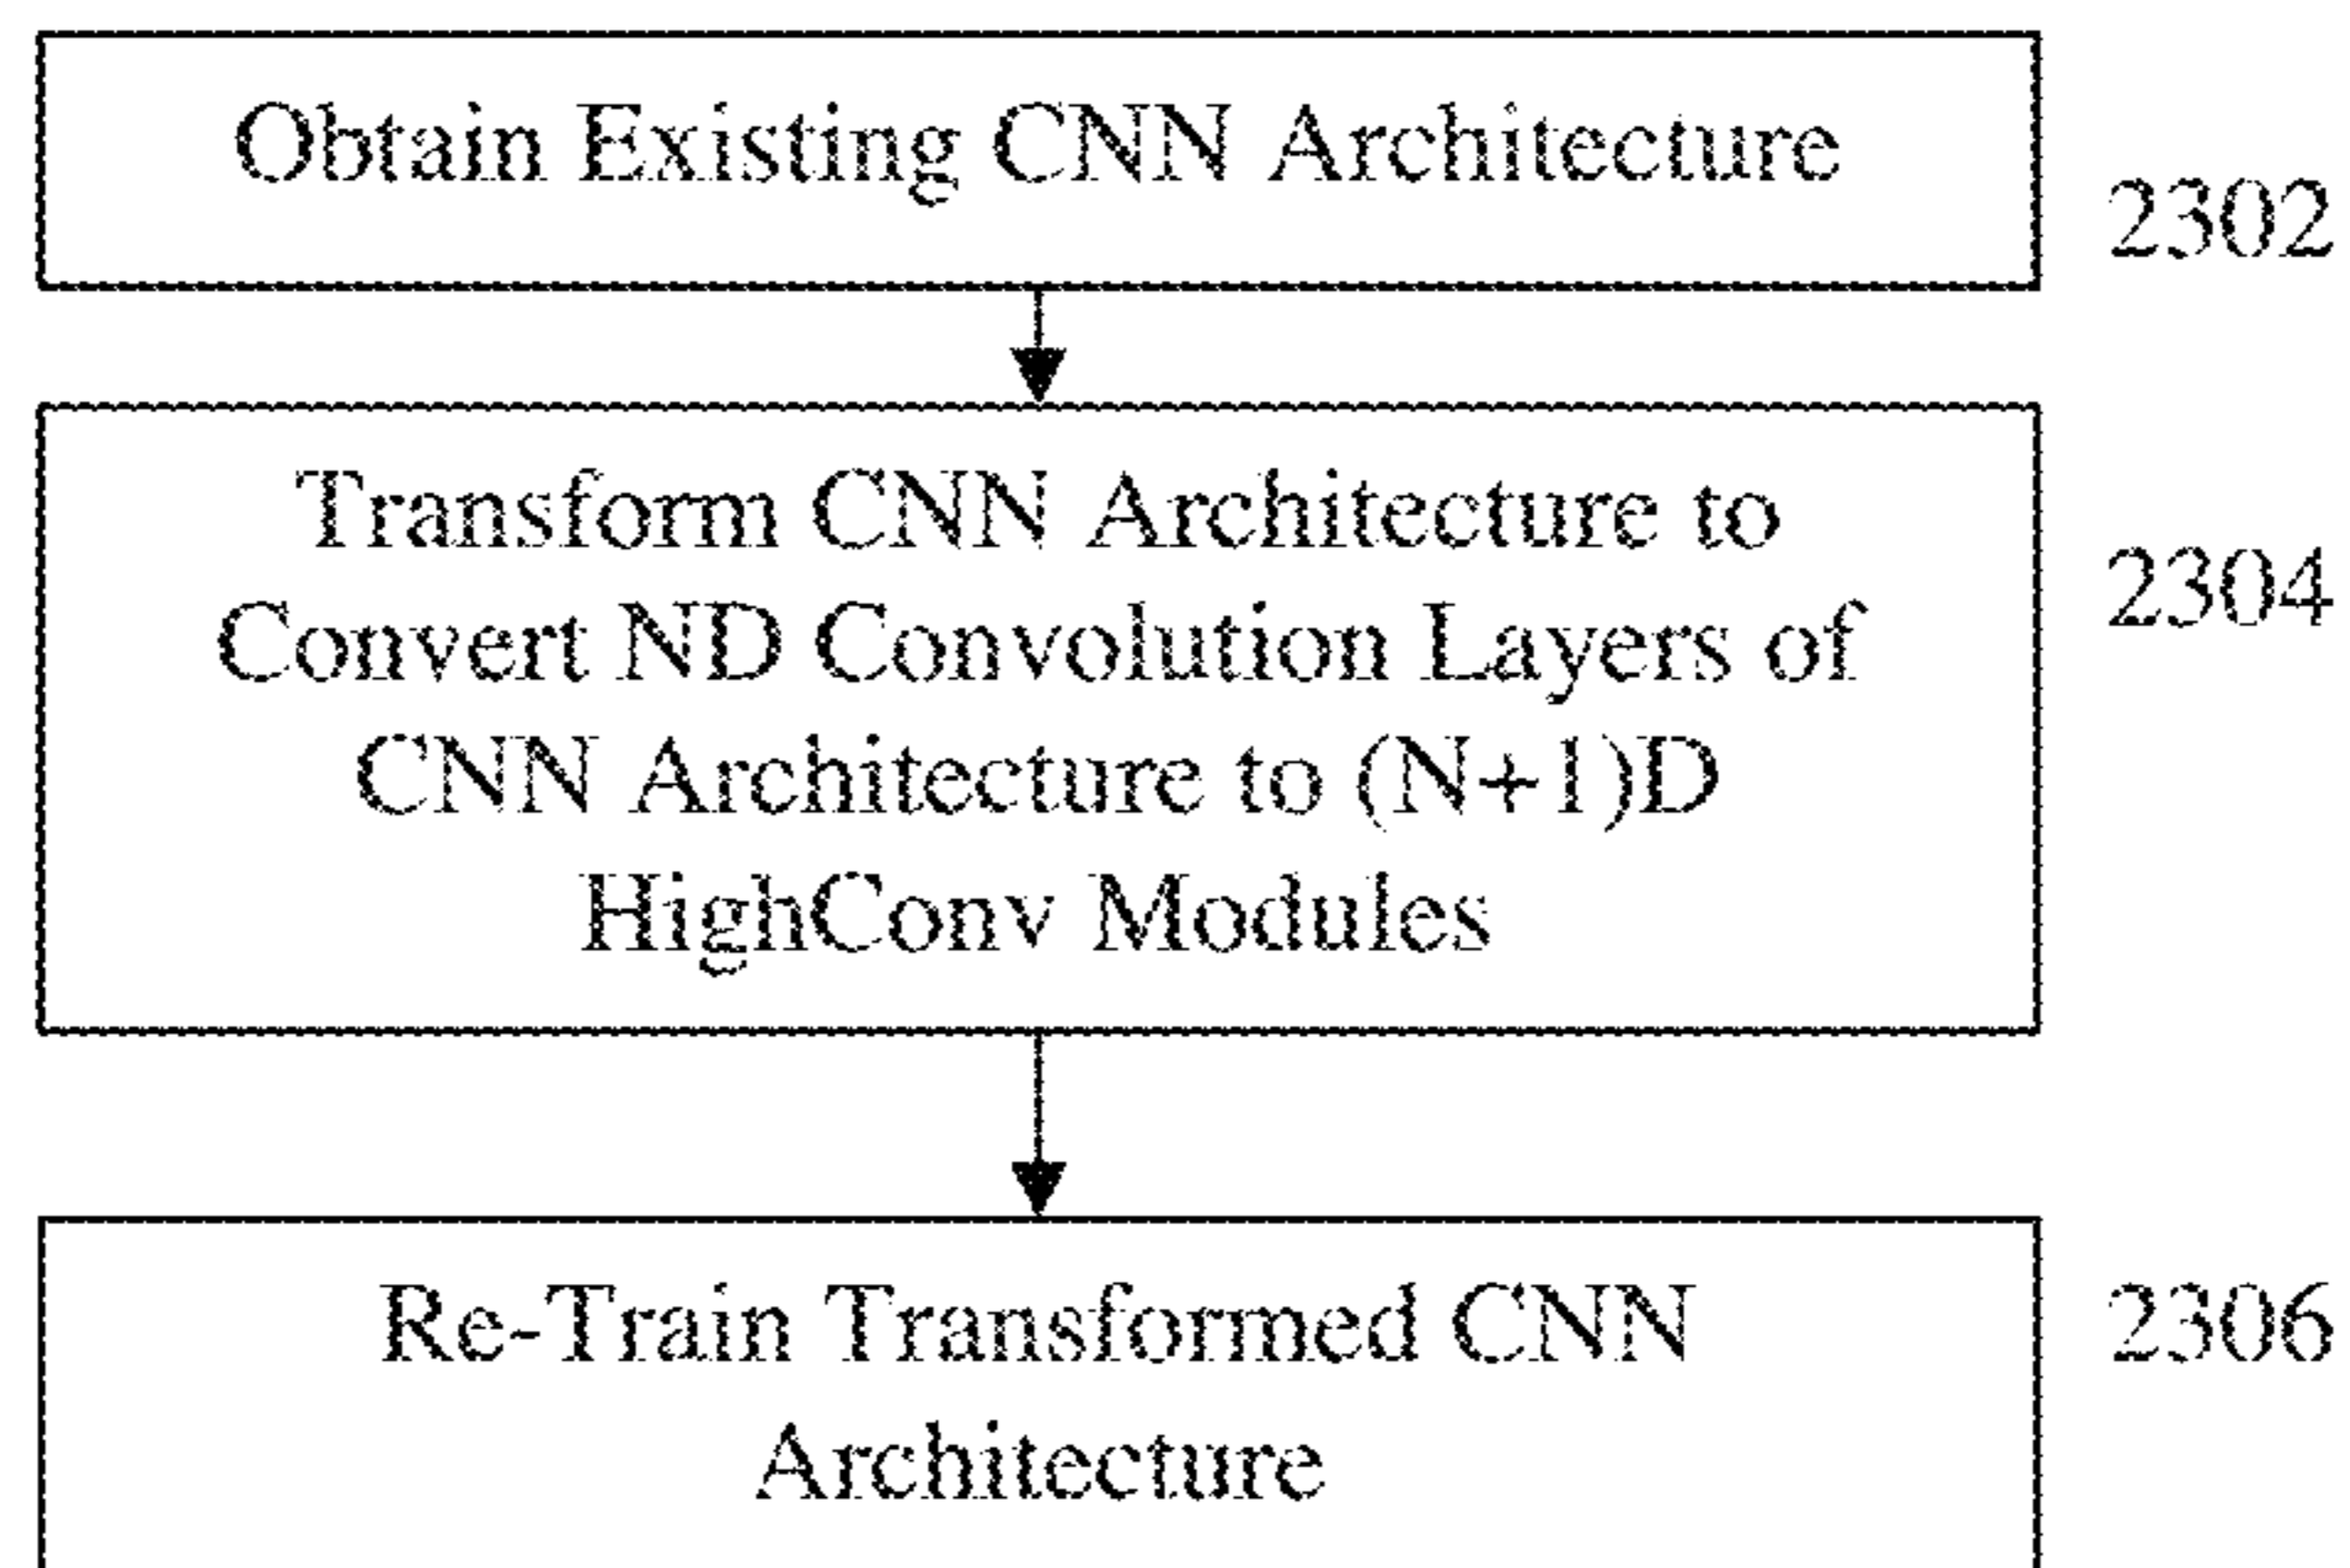 Obtain Existing CNN Architecture
2302
Transform CNN Architecture to
2304
Convert ND Convolution Layers of
CNN Architecture to (N+1)D
HighConv Modules
Re-Train Transformed CNN
2306
Architecture